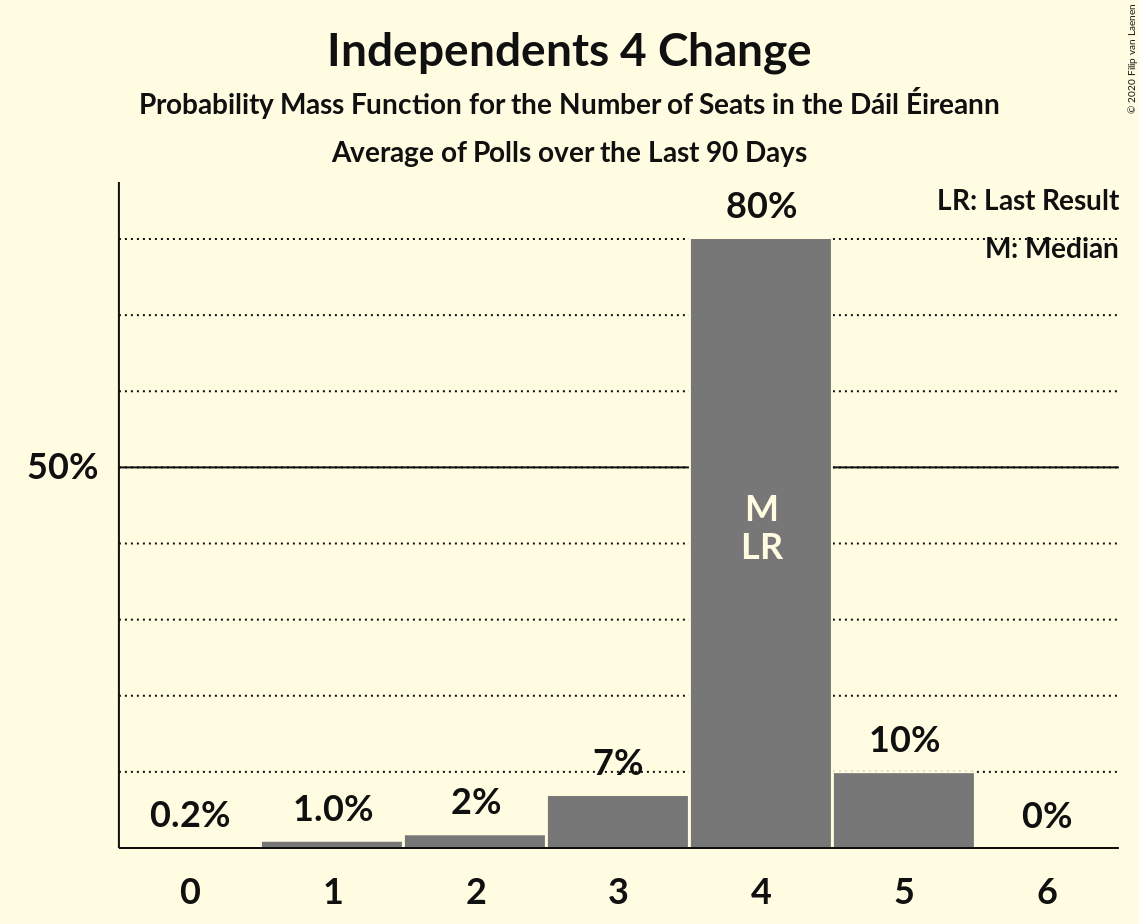 Independents 4 Change
Probability Mass Function for the Number of Seats in the Dáil Éireann
Average of Polls over the Last 90 Days
© 2020 Filip van Laenen
LR: Last Result
M: Median
80%
50%
M
LR
10%
7%
2%
1.0%
0.2%
0%
0 1 2 3 4 5 6